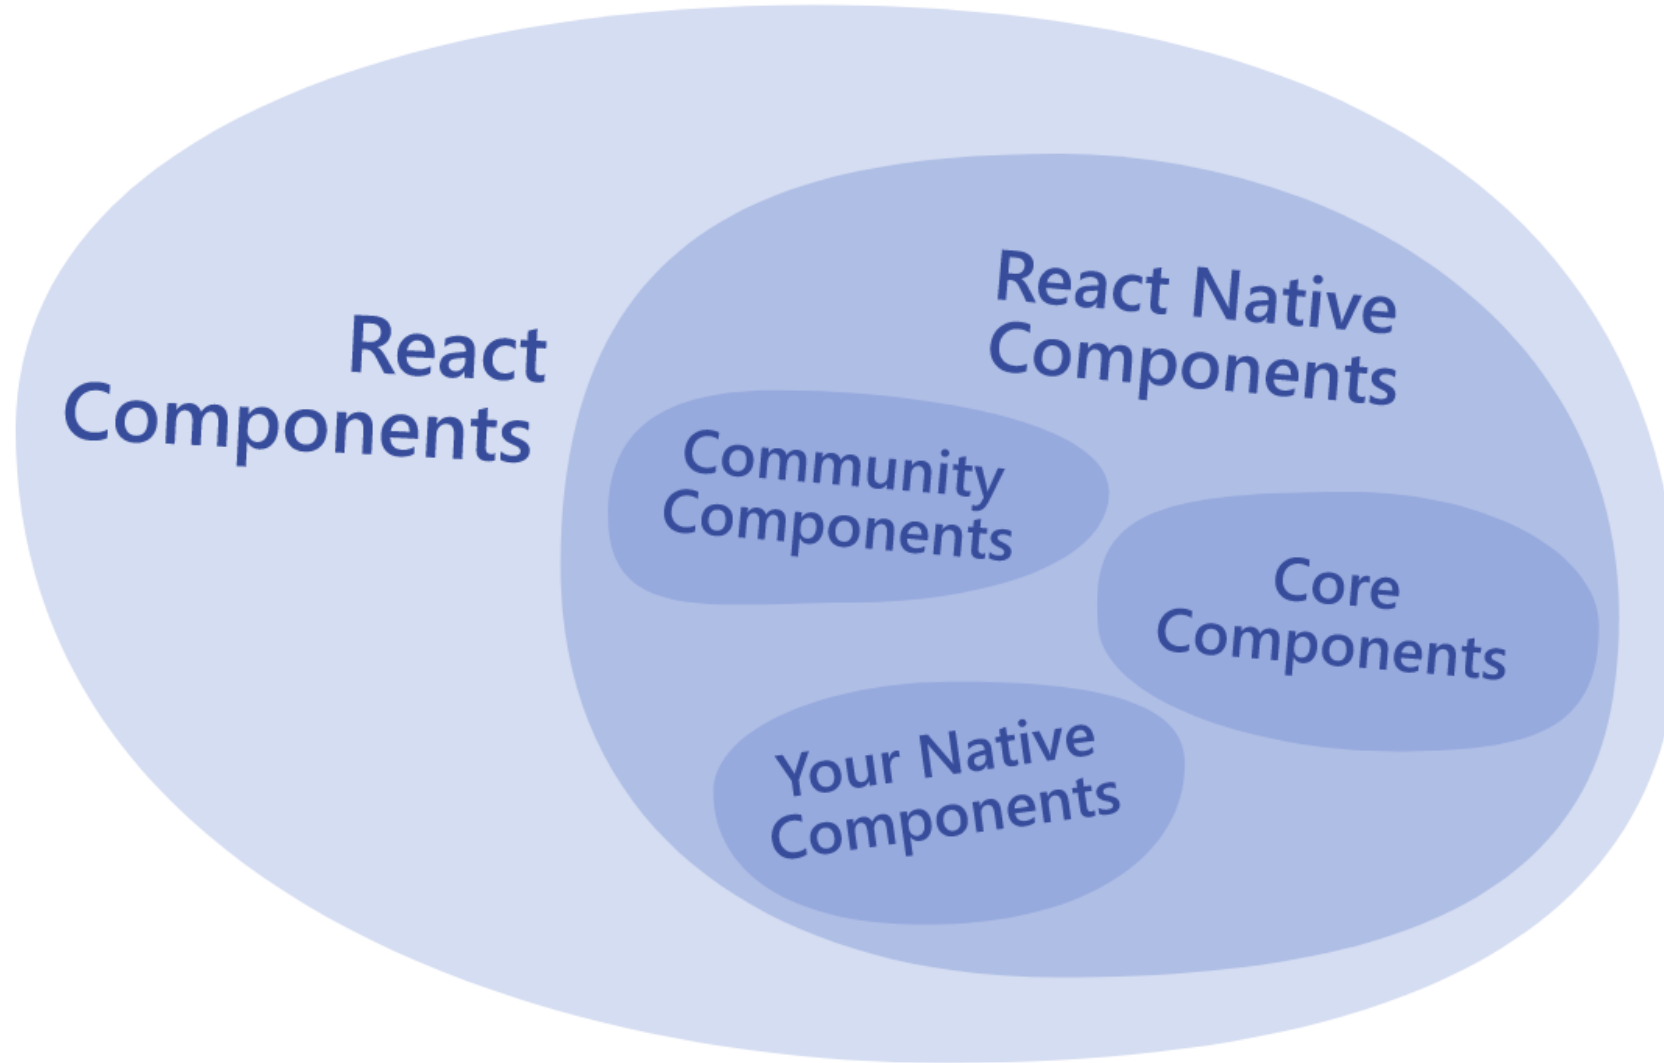 React
Components
React Native
Components
Community
Components
Core
Components
Your Native
Components